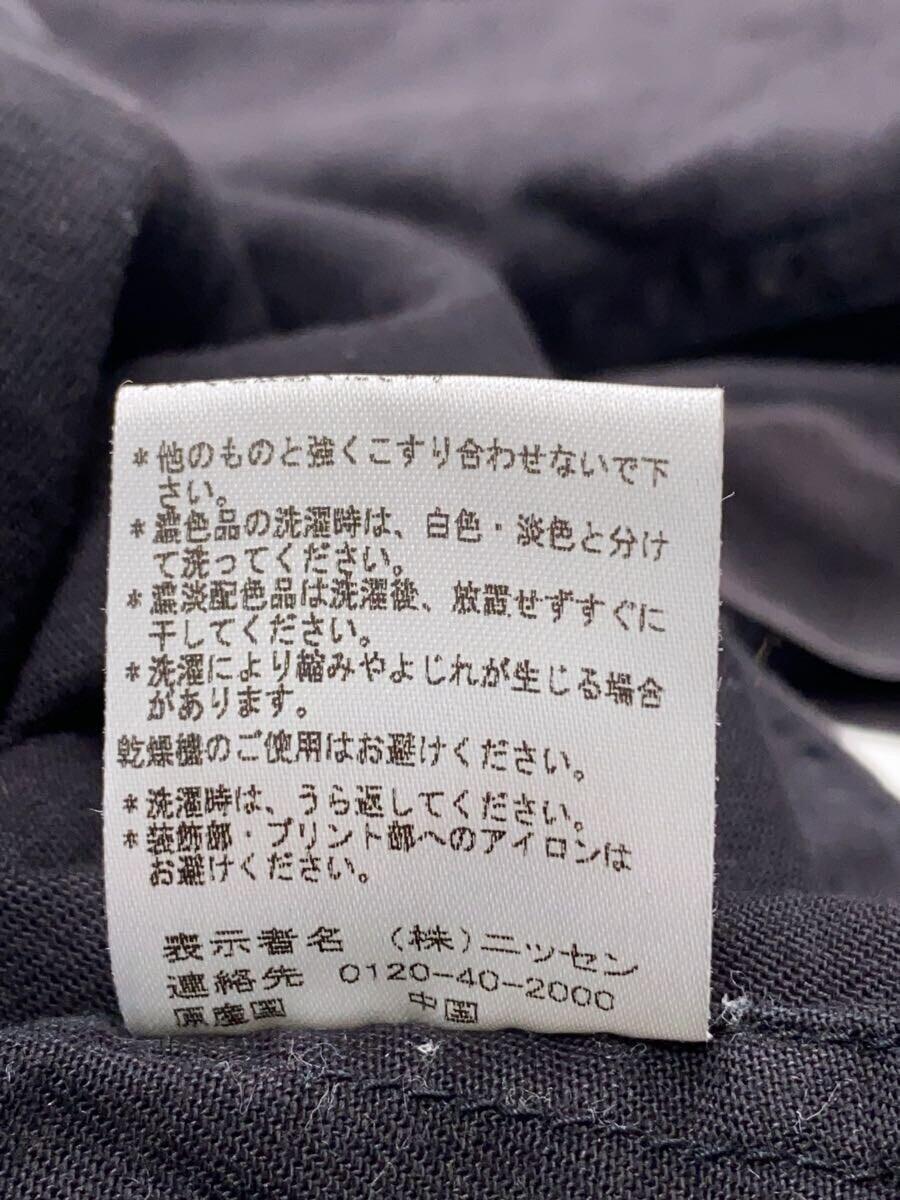 *他のものと強くこすり合わせないで下
さい。
*濃色品の洗濯時は、白色・淡色と分け
て洗ってください。
*濃淡配色品は洗濯後、放置せずすぐに
干してください。
*洗濯により縮みやよじれが生じる場合
があります。
乾燥機のご使用はお避けください。
*洗濯時は、うら返してください。
*装飾部・プリント部へのアイロンは
お避けください。
表示者名 (株)ニッセン
連絡先 0120-40-2000
原産国 中国